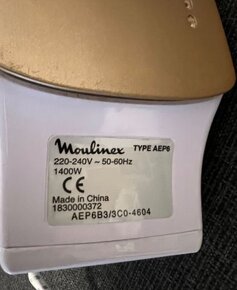 Moulinex TYPE AEP6
220-240V ~ 50-60Hz
1400W
CE
Made in China
1830000372
AEP6B3/3C0-4604